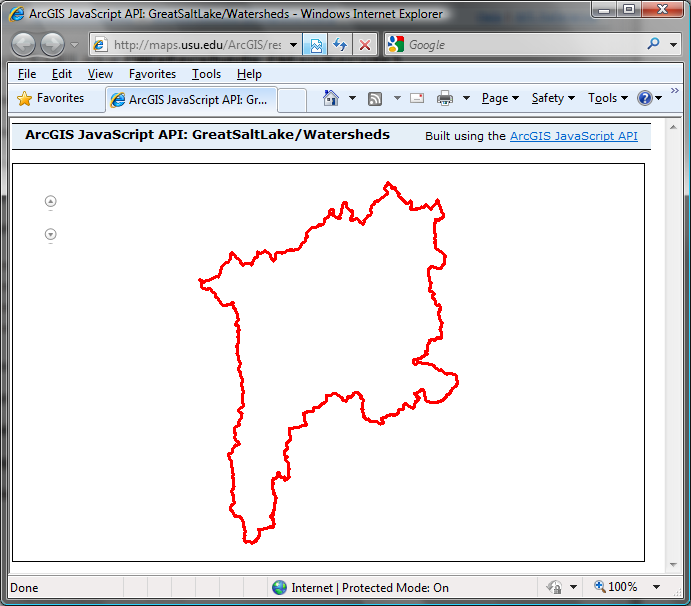 ArcGIS JavaScript API: GreatSaltLake/Watersheds - Windows Internet Explorer
http://maps.usu.edu/ArcGIS/res
Google
File Edit View Favorites Tools Help
Favorites ArcGIS JavaScript API: Gr... Page Safety Tools »
ArcGIS JavaScript API: GreatSaltLake/Watersheds Built using the ArcGIS JavaScript API
Done Internet | Protected Mode: On 100%